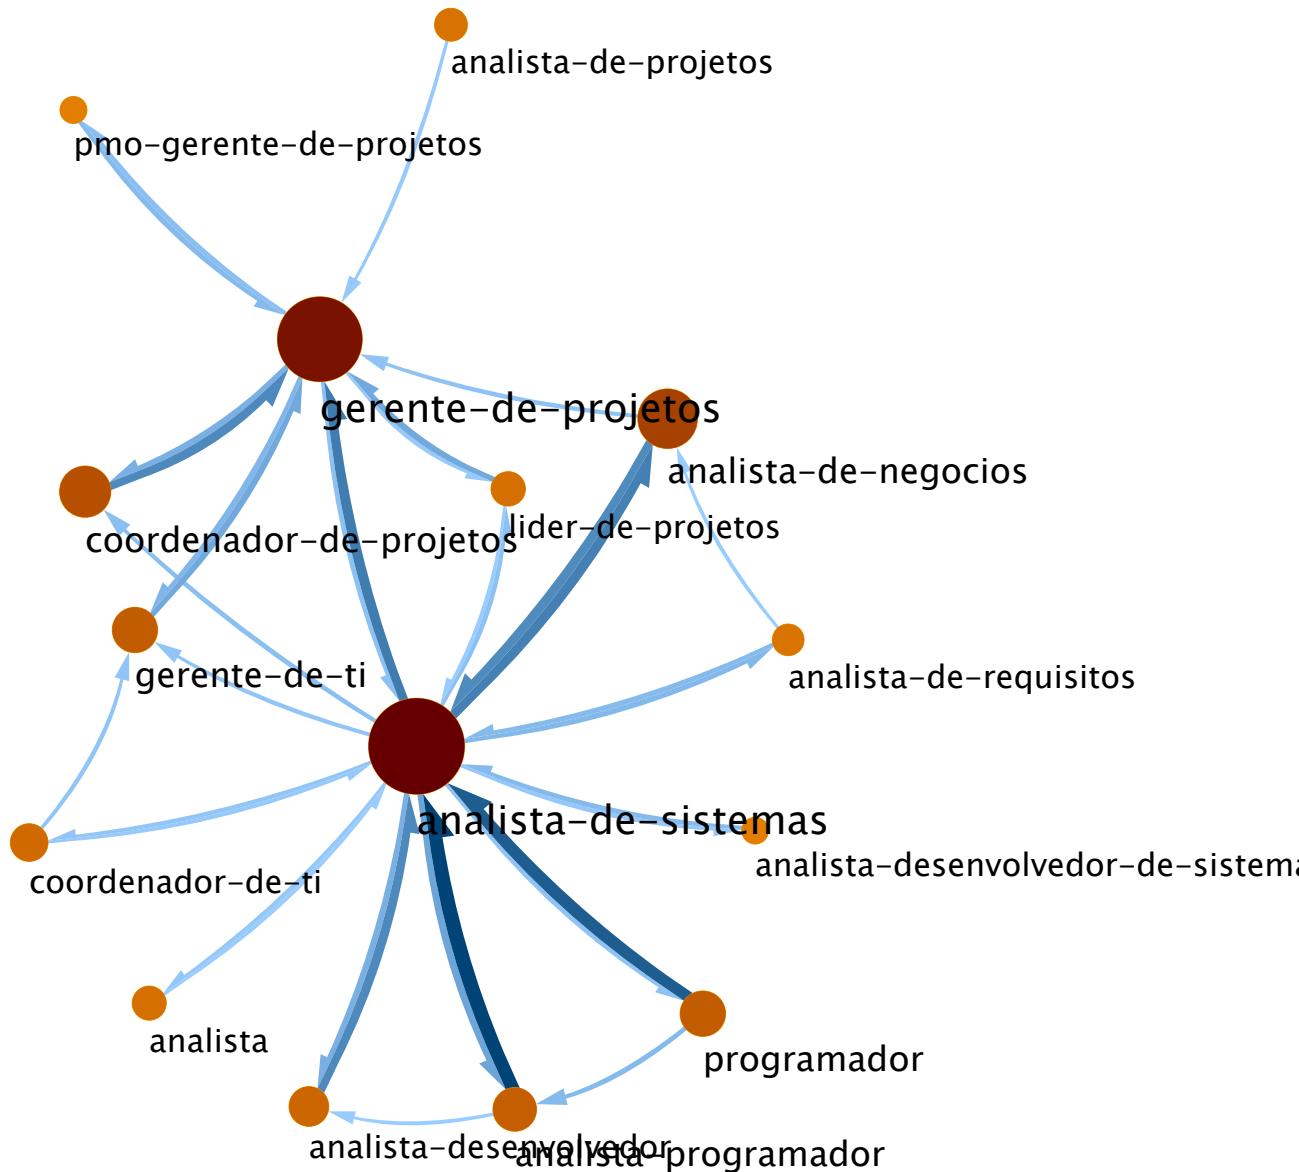 analista-de-projetos
pmo-gerente-de-projetos
gerente-de-projetos
analista-de-negocios
lider-de-projetos
coordenador-de-projetos
gerente-de-ti
analista-de-requisitos
analista-de-sistemas
analista-desenvolvedor-de-sistema
coordenador-de-ti
analista
programador
analista-desenvolvedor
analista-programador